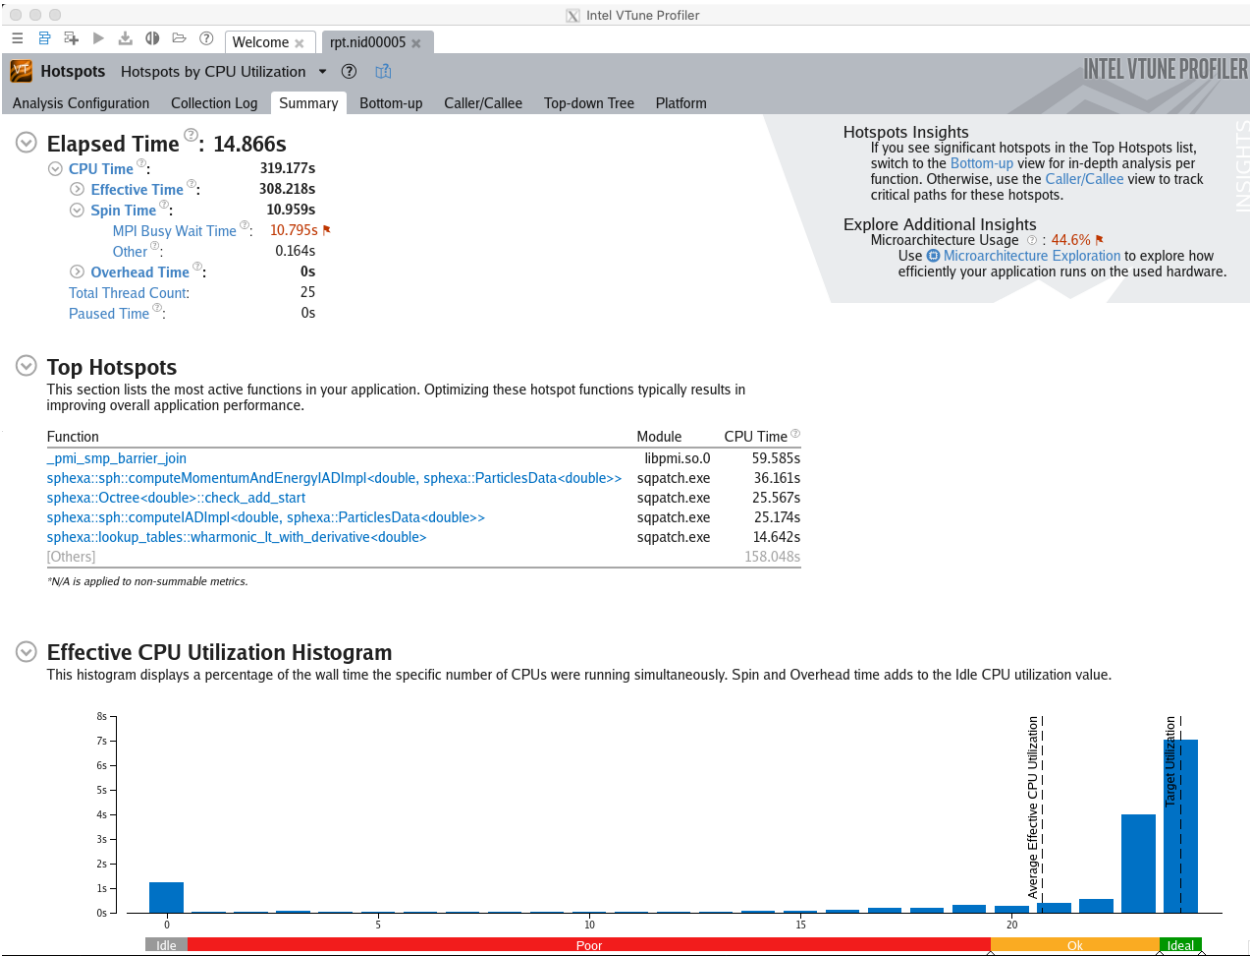 Intel VTune Profiler
Welcome
rpt.nid00005
Hotspots Hotspots by CPU Utilization
INTEL VTUNE PROFILER
Analysis Configuration Collection Log Summary Bottom-up Caller/Callee Top-down Tree Platform
Elapsed Time ? : 14.866s
CPU Time ? : 319.177s
Effective Time ? : 308.218s
Spin Time ? : 10.959s
MPI Busy Wait Time ? : 10.795s
Other ? : 0.164s
Overhead Time ? : 0s
Total Thread Count: 25
Paused Time ? : 0s
Hotspots Insights
If you see significant hotspots in the Top Hotspots list,
switch to the Bottom-up view for in-depth analysis per
function. Otherwise, use the Caller/Callee view to track
critical paths for these hotspots.
Explore Additional Insights
Microarchitecture Usage ? : 44.6%
Use Microarchitecture Exploration to explore how
efficiently your application runs on the used hardware.
INSIGHTS
Top Hotspots
This section lists the most active functions in your application. Optimizing these hotspot functions typically results in
improving overall application performance.
Function Module CPU Time ?
_pmi_smp_barrier_join libpmi.so.0 59.585s
sphexa::sph::computeMomentumAndEnergyIADImpl<double, sphexa::ParticlesData<double>> sqpatch.exe 36.161s
sphexa::Octree<double>::check_add_start sqpatch.exe 25.567s
sphexa::sph::computeIADImpl<double, sphexa::ParticlesData<double>> sqpatch.exe 25.174s
sphexa::lookup_tables::wharmonic_lt_with_derivative<double> sqpatch.exe 14.642s
[Others] 158.048s
*N/A is applied to non-summable metrics.
Effective CPU Utilization Histogram
This histogram displays a percentage of the wall time the specific number of CPUs were running simultaneously. Spin and Overhead time adds to the Idle CPU utilization value.
8s
7s
6s
5s
4s
3s
2s
1s
0s
Average Effective CPU Utilization
Target Utilization
0 5 10 15 20
Idle Poor Ok Ideal